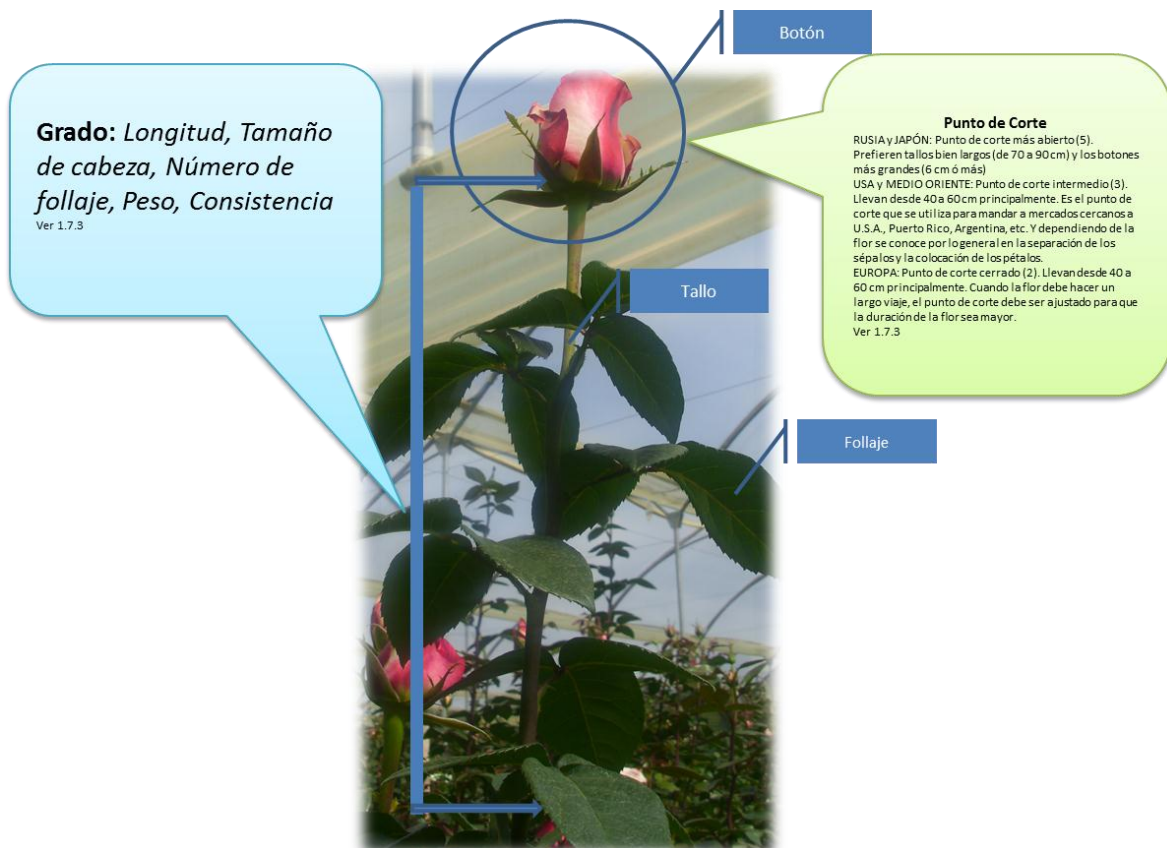 Botón
Grado: Longitud, Tamaño
de cabeza, Número de
follaje, Peso, Consistencia
Ver 1.7.3
Punto de Corte
RUSIA y JAPÓN: Punto de corte más abierto (5).
Prefieren tallos bien largos (de 70 a 90 cm) y los botones
más grandes (6 cm ó más)
USA y MEDIO ORIENTE: Punto de corte intermedio (3).
Llevan desde 40 a 60 cm principalmente. Es el punto de
corte que se utiliza para mandar a mercados cercanos a
U.S.A., Puerto Rico, Argentina, etc. Y dependiendo de la
flor se conoce por lo general en la separación de los
sépalos y la colocación de los pétalos.
EUROPA: Punto de corte cerrado (2). Llevan desde 40 a
60 cm principalmente. Cuando la flor debe hacer un
largo viaje, el punto de corte debe ser ajustado para que
la duración de la flor sea mayor.
Ver 1.7.3
Tallo
Follaje